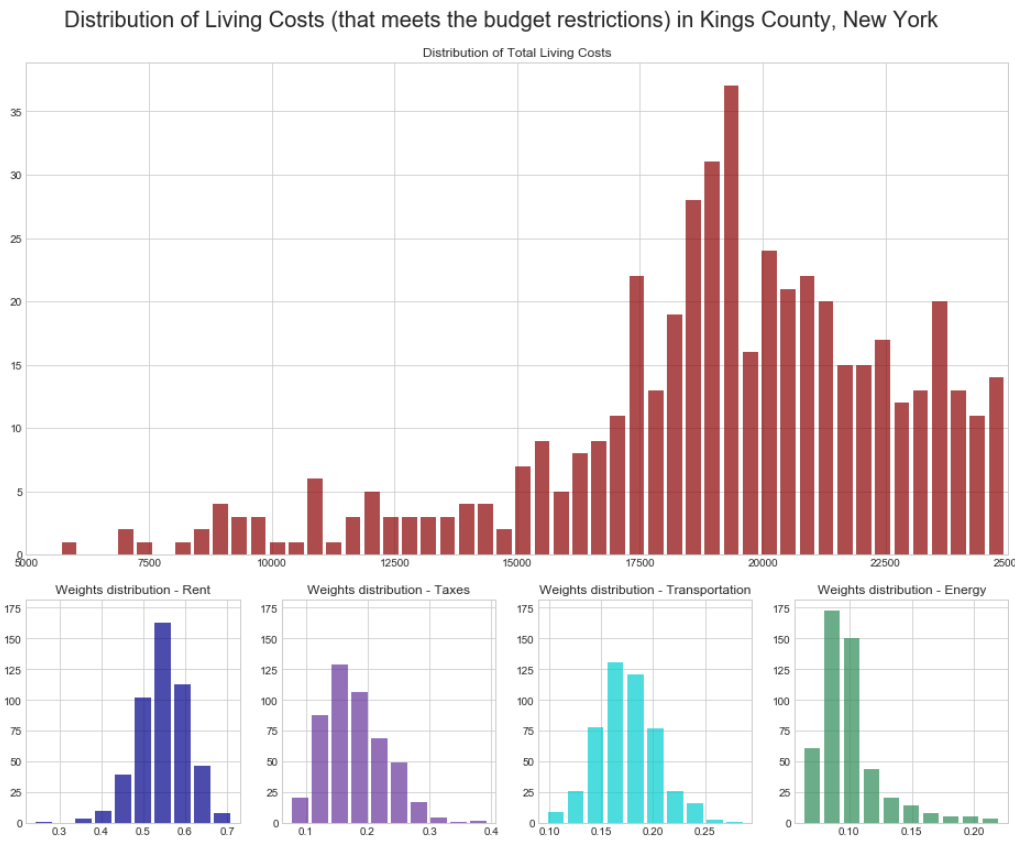 Distribution of Living Costs (that meets the budget restrictions) in Kings County, New York
Distribution of Total Living Costs
35
30
25
20
15
10
5
0
5000 7500 10000 12500 15000 17500 20000 22500 2500
Weights distribution - Rent Weights distribution - Taxes Weights distribution - Transportation Weights distribution - Energy
175 175 175 175
150 150 150 150
125 125 125 125
100 100 100 100
75 75 75 75
50 50 50 50
25 25 25 25
0 0 0 0
0.3 0.4 0.5 0.6 0.7 0.1 0.2 0.3 0.4 0.10 0.15 0.20 0.25 0.10 0.15 0.20